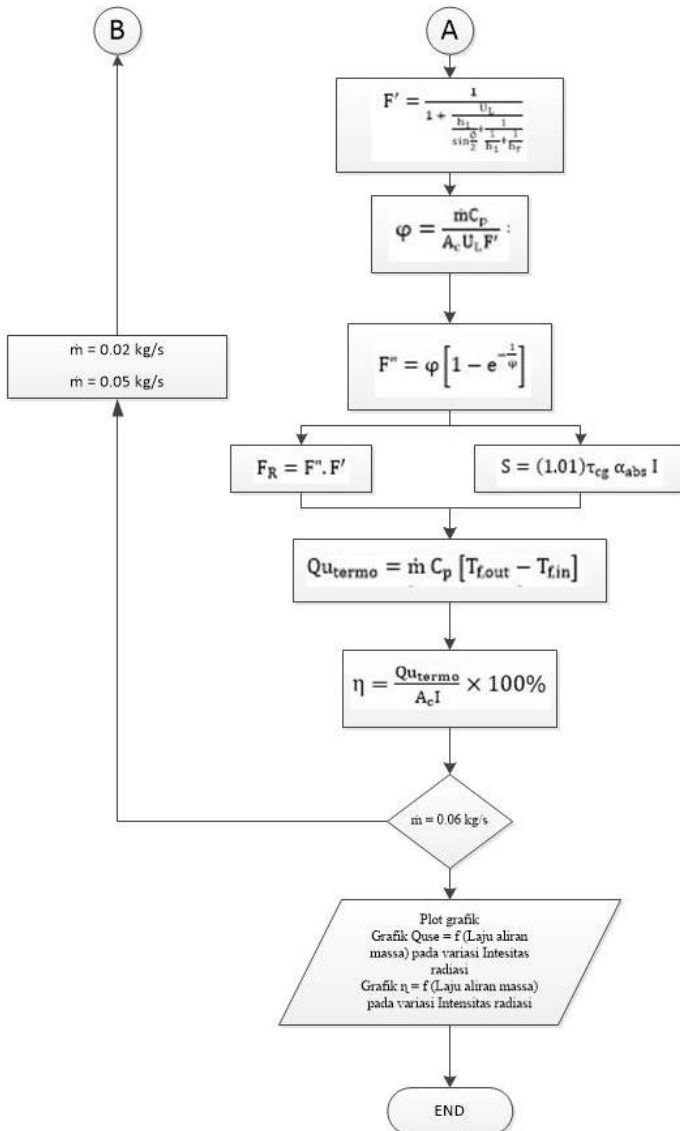 B
A
F' = 1 / (1 + U_L / (h_1 / sin(Ø/2) + 1 / (1/h_1 + 1/h_r)))
φ = ṁC_p / A_c U_L F' :
F" = φ [1 − e^(−1/φ)]
ṁ = 0.02 kg/s
ṁ = 0.05 kg/s
F_R = F". F'
S = (1.01)τ_cg α_abs I
Qu_termo = ṁ C_p [T_f,out − T_f,in]
η = Qu_termo / A_c I × 100%
ṁ = 0.06 kg/s
Plot grafik
Grafik Quse = f (Laju aliran
massa) pada variasi Intesitas
radiasi
Grafik η = f (Laju aliran massa)
pada variasi Intensitas radiasi
END